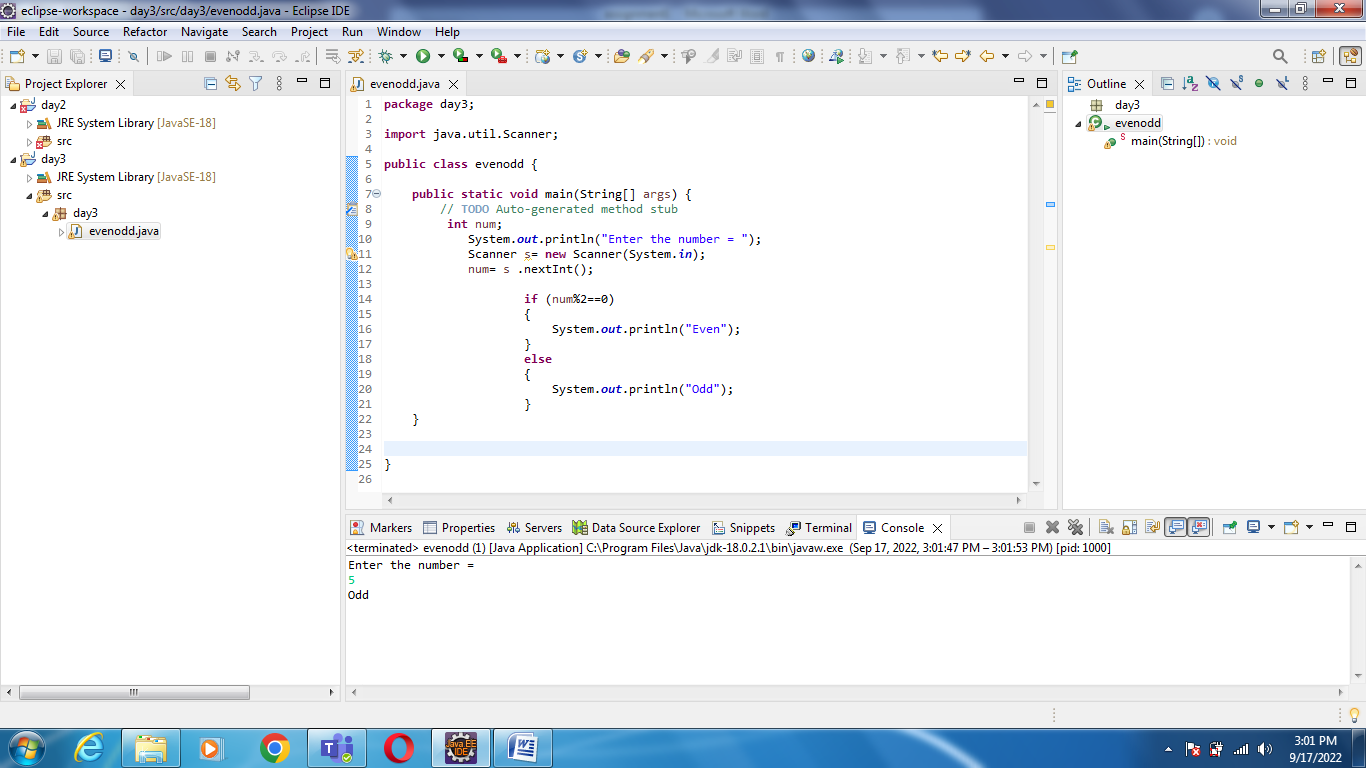 eclipse-workspace - day3/src/day3/evenodd.java - Eclipse IDE
File Edit Source Refactor Navigate Search Project Run Window Help
Project Explorer
day2
JRE System Library [JavaSE-18]
src
day3
JRE System Library [JavaSE-18]
src
day3
evenodd.java
evenodd.java
1 package day3;
2
3 import java.util.Scanner;
4
5 public class evenodd {
6
7 public static void main(String[] args) {
8 // TODO Auto-generated method stub
9 int num;
10 System.out.println("Enter the number = ");
11 Scanner s= new Scanner(System.in);
12 num= s .nextInt();
13
14 if (num%2==0)
15 {
16 System.out.println("Even");
17 }
18 else
19 {
20 System.out.println("Odd");
21 }
22 }
23
24
25 }
26
Outline
day3
evenodd
main(String[]) : void
Markers Properties Servers Data Source Explorer Snippets Terminal Console
<terminated> evenodd (1) [Java Application] C:\Program Files\Java\jdk-18.0.2.1\bin\javaw.exe (Sep 17, 2022, 3:01:47 PM – 3:01:53 PM) [pid: 1000]
Enter the number =
5
Odd
Java EE
IDE
3:01 PM
9/17/2022